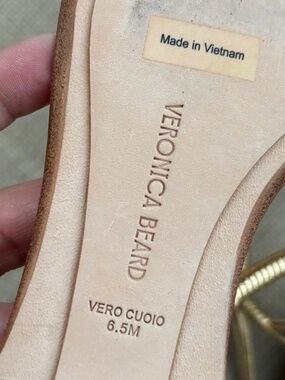 Made in Vietnam
VERONICA BEARD
VERO CUOIO
6.5M